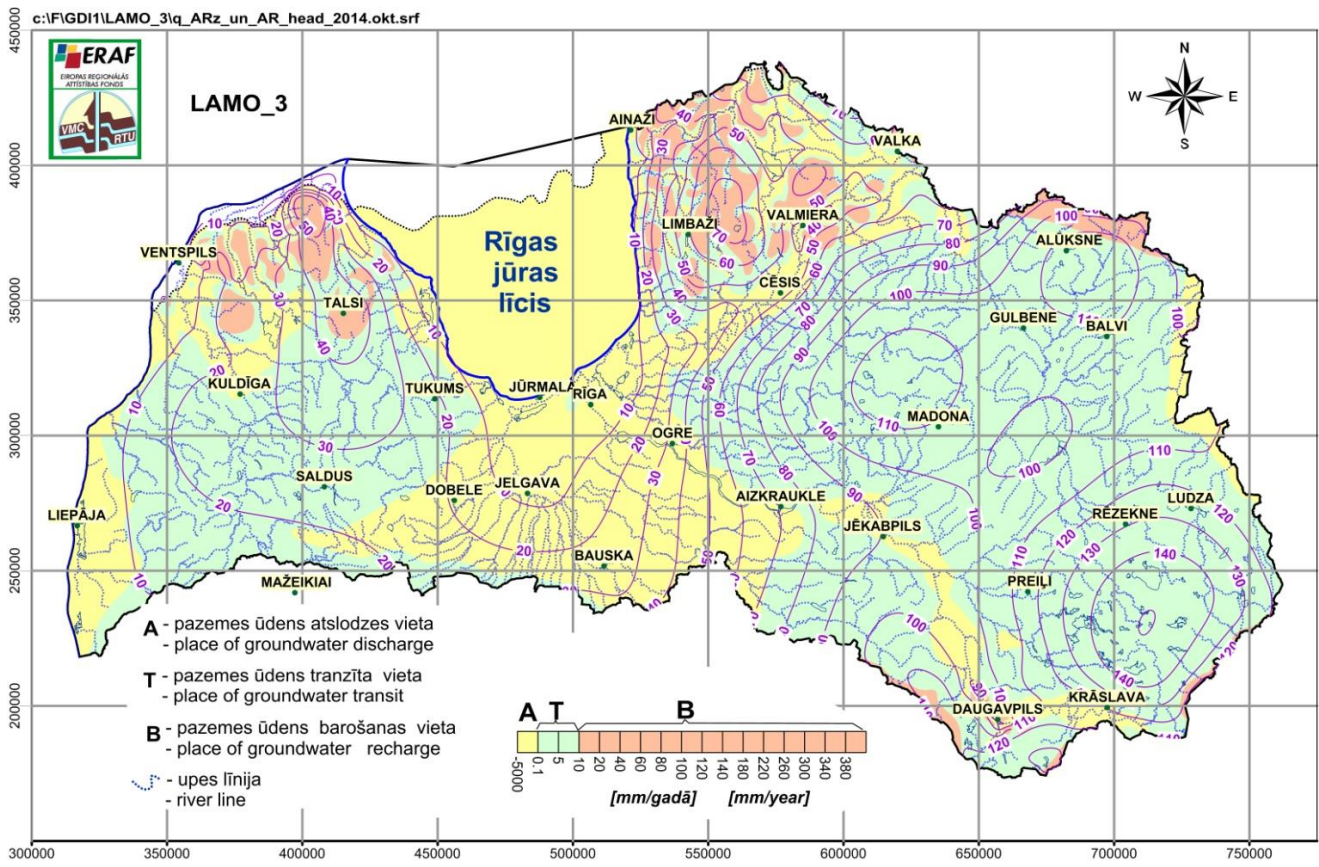 c:\F\GDI1\LAMO_3\q_ARz_un_AR_head_2014.okt.srf
450000
ERAF
EIROPAS REĢIONĀLĀS
ATTĪSTĪBAS FONDS
VMC
RTU
LAMO_3
N
W
E
S
AINAŽI
VALKA
400000
LIMBAŽI
VALMIERA
ALŪKSNE
VENTSPILS
Rīgas
jūras
līcis
CĒSIS
350000
TALSI
GULBENE
BALVI
KULDĪGA
TUKUMS
JŪRMALA
RĪGA
MADONA
300000
OGRE
SALDUS
DOBELE
JELGAVA
AIZKRAUKLE
LUDZA
LIEPĀJA
RĒZEKNE
JĒKABPILS
BAUSKA
250000
MAŽEIKIAI
PREIĻI
A - pazemes ūdens atslodzes vieta
- place of groundwater discharge
T - pazemes ūdens tranzīta vieta
- place of groundwater transit
200000
B - pazemes ūdens barošanas vieta
- place of groundwater recharge
- upes līnija
- river line
A T B
-5000 0.1 5 10 20 40 60 80 100 120 140 160 180 220 260 300 340 380
[mm/gadā] [mm/year]
KRĀSLAVA
DAUGAVPILS
300000 350000 400000 450000 500000 550000 600000 650000 700000 750000